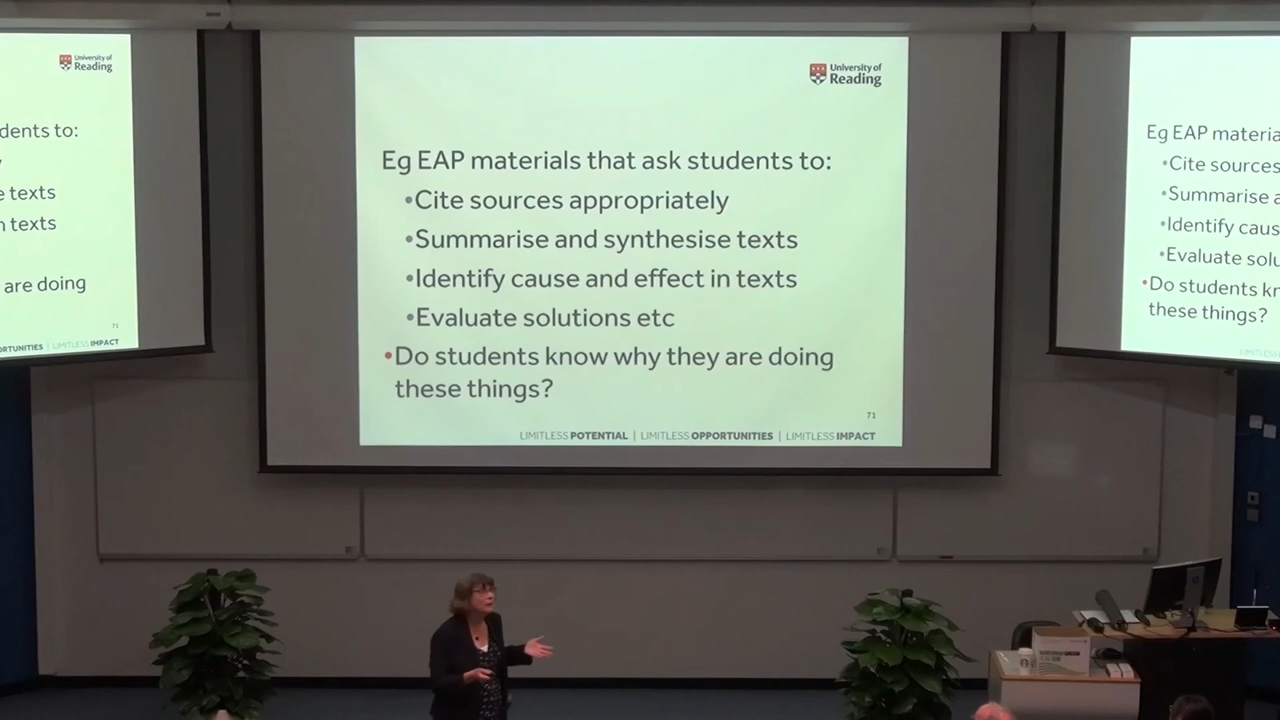 University of
Reading
dents to:
e texts
texts
are doing
71
ORTUNITIES | LIMITLESS IMPACT
University of
Reading
Eg EAP materials that ask students to:
•Cite sources appropriately
•Summarise and synthesise texts
•Identify cause and effect in texts
•Evaluate solutions etc
•Do students know why they are doing
these things?
71
LIMITLESS POTENTIAL | LIMITLESS OPPORTUNITIES | LIMITLESS IMPACT
Eg EAP materia
•Cite sources
•Summarise a
•Identify caus
•Evaluate solu
•Do students kn
these things?
LIMITLESS